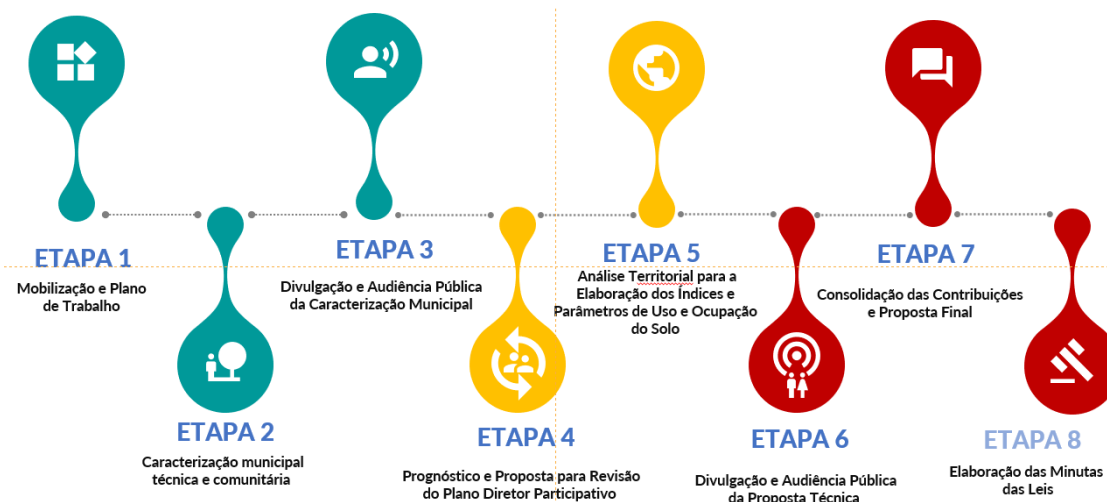 ETAPA 1
Mobilização e Plano
de Trabalho
ETAPA 2
Caracterização municipal
técnica e comunitária
ETAPA 3
Divulgação e Audiência Pública
da Caracterização Municipal
ETAPA 4
Prognóstico e Proposta para Revisão
do Plano Diretor Participativo
ETAPA 5
Análise Territorial para a
Elaboração dos Índices e
Parâmetros de Uso e Ocupação
do Solo
ETAPA 6
Divulgação e Audiência Pública
da Proposta Técnica
ETAPA 7
Consolidação das Contribuições
e Proposta Final
ETAPA 8
Elaboração das Minutas
das Leis